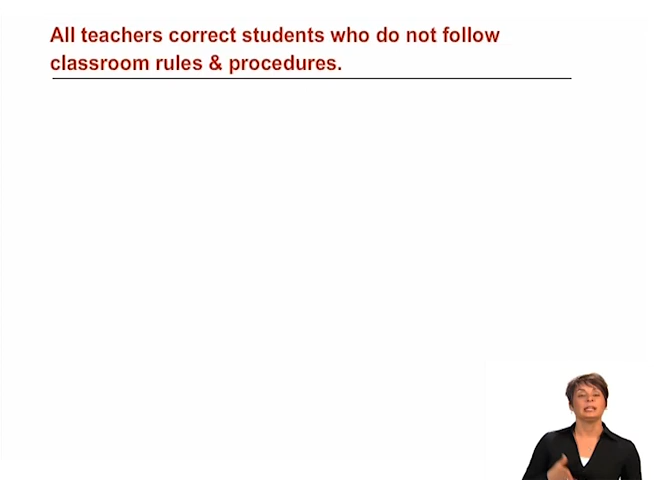 All teachers correct students who do not follow
classroom rules & procedures.